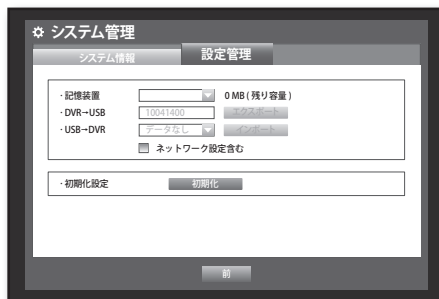 システム管理
システム情報 設定管理
·記憶装置 0 MB ( 残り容量 )
·DVR→USB 10041400 エクスポート
·USB→DVR データなし インポート
ネットワーク設定含む
·初期化設定 初期化
前